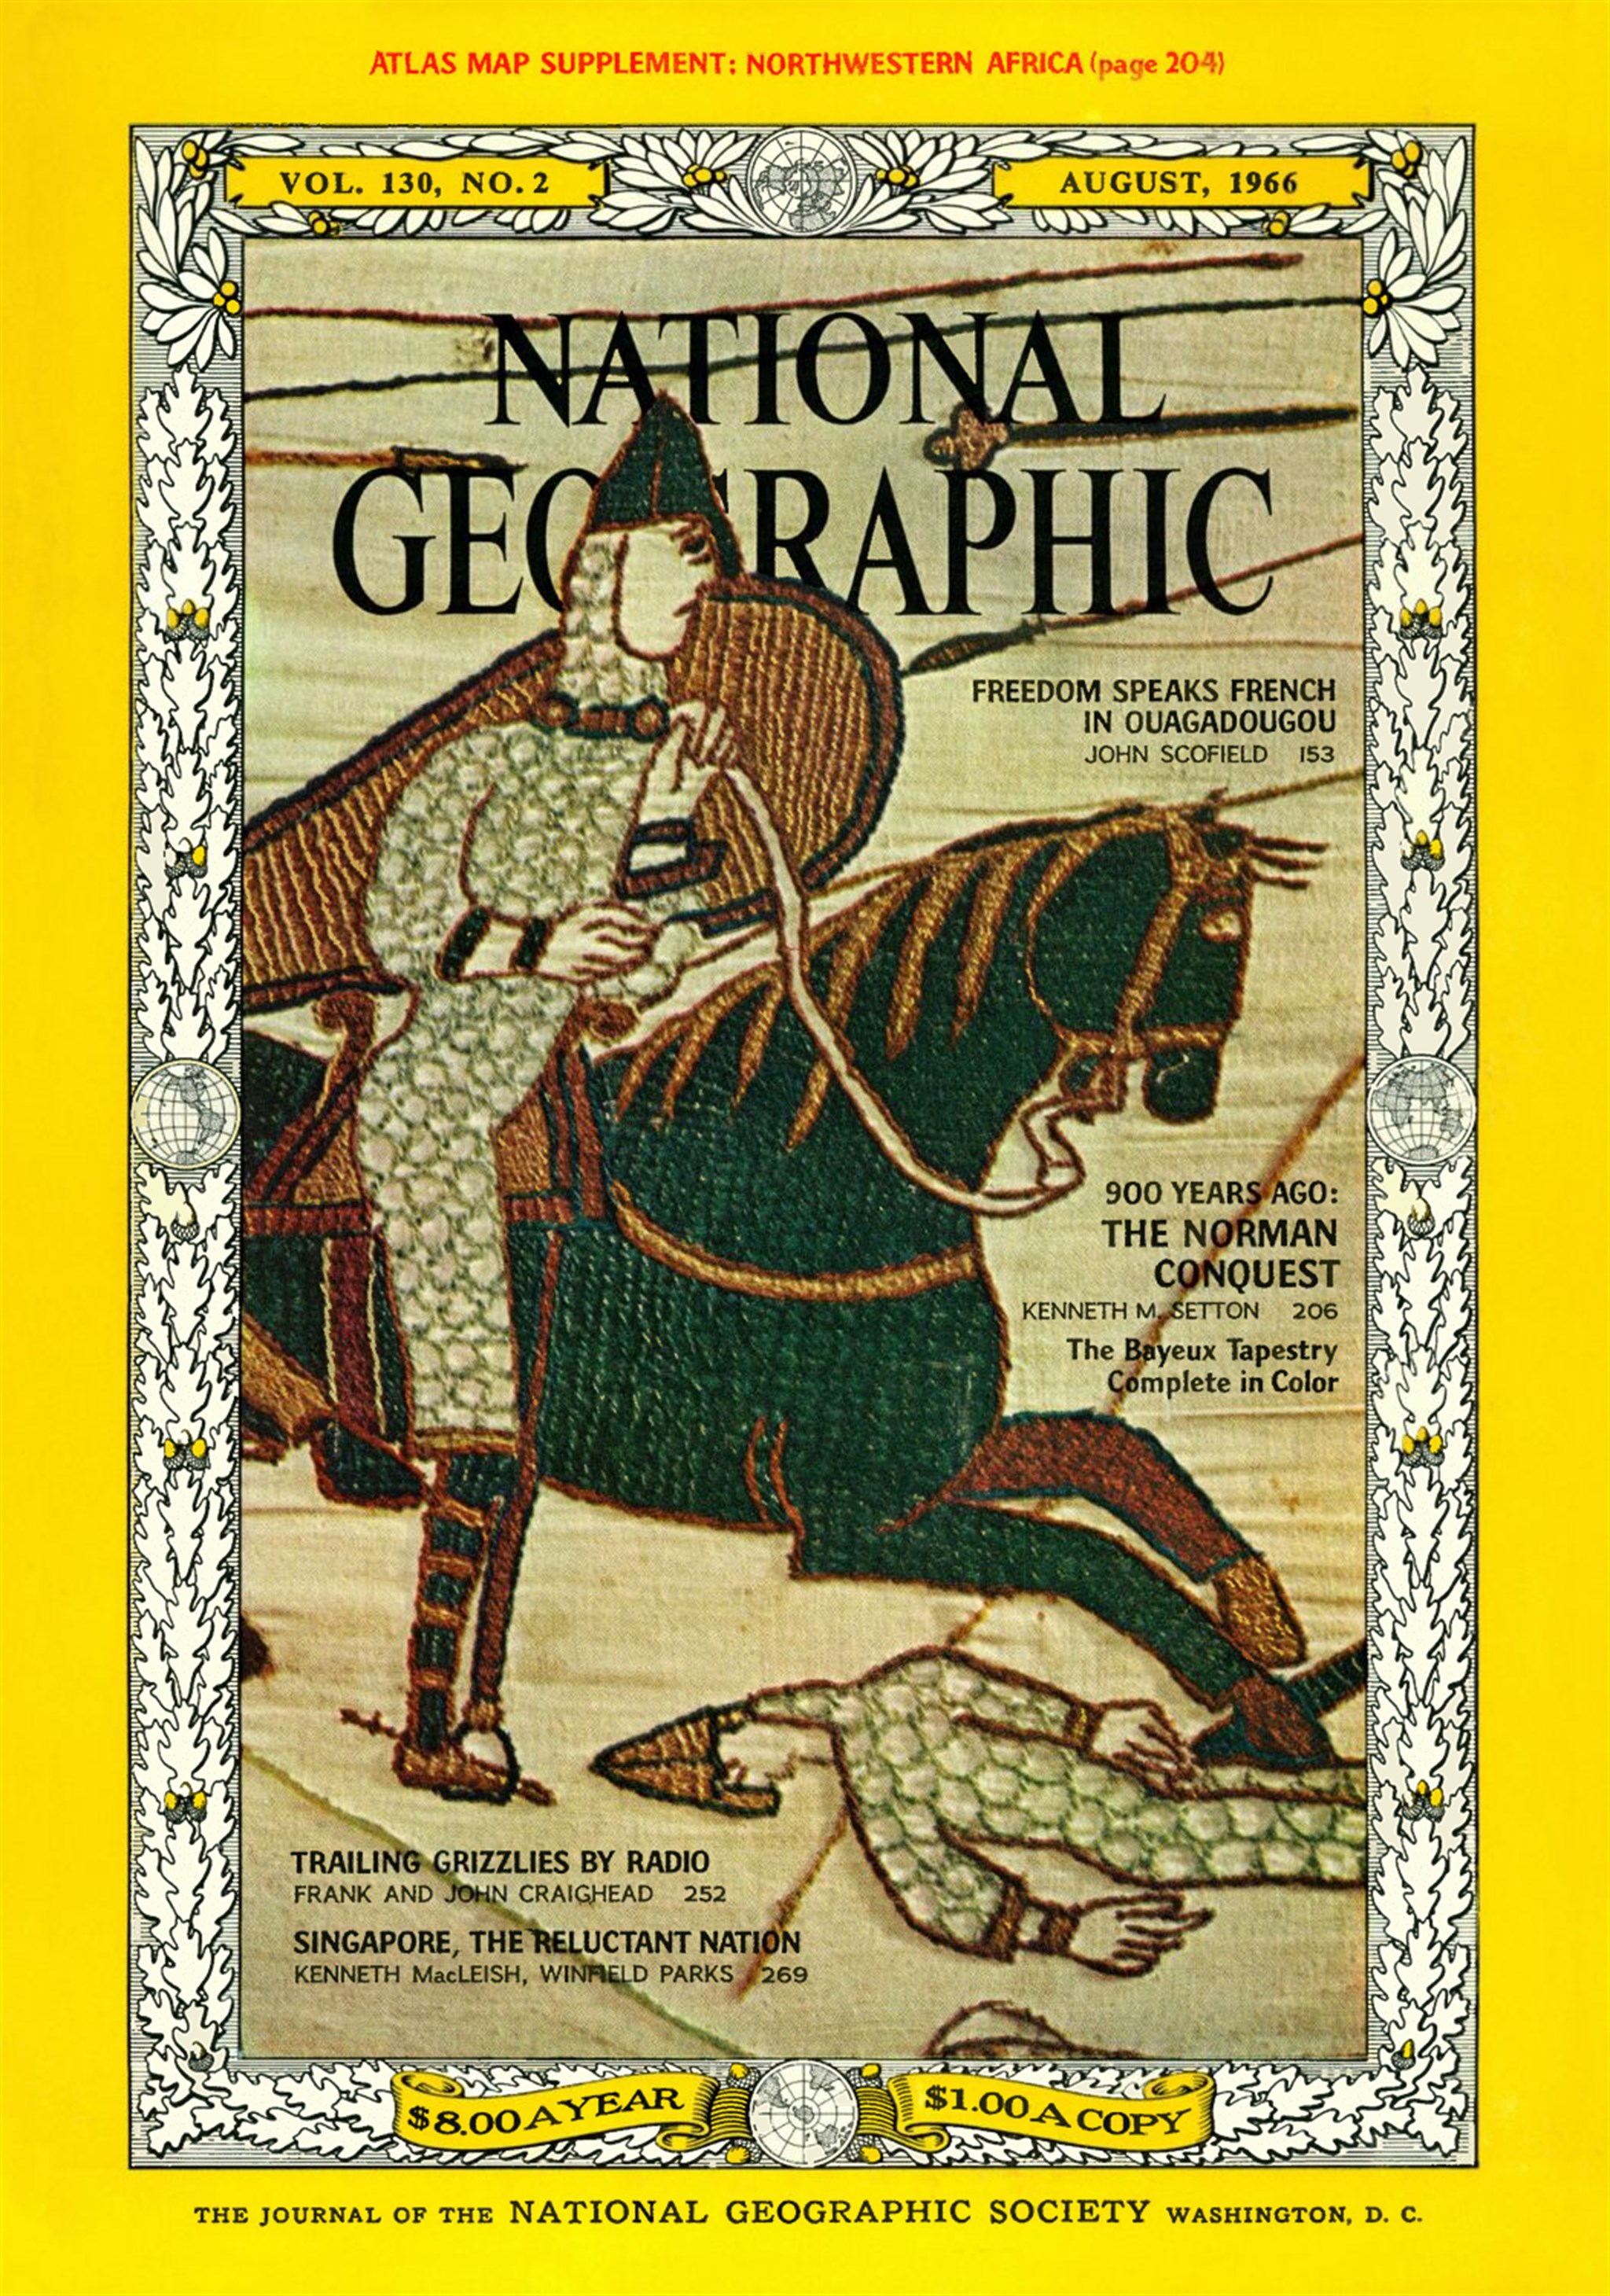 ATLAS MAP SUPPLEMENT: NORTHWESTERN AFRICA (page 204)
VOL. 130, NO. 2
AUGUST, 1966
NATIONAL
GEOGRAPHIC
FREEDOM SPEAKS FRENCH
IN OUAGADOUGOU
JOHN SCOFIELD 153
900 YEARS AGO:
THE NORMAN
CONQUEST
KENNETH M. SETTON 206
The Bayeux Tapestry
Complete in Color
TRAILING GRIZZLIES BY RADIO
FRANK AND JOHN CRAIGHEAD 252
SINGAPORE, THE RELUCTANT NATION
KENNETH MacLEISH, WINFIELD PARKS 269
$8.00 A YEAR
$1.00 A COPY
THE JOURNAL OF THE NATIONAL GEOGRAPHIC SOCIETY WASHINGTON, D. C.